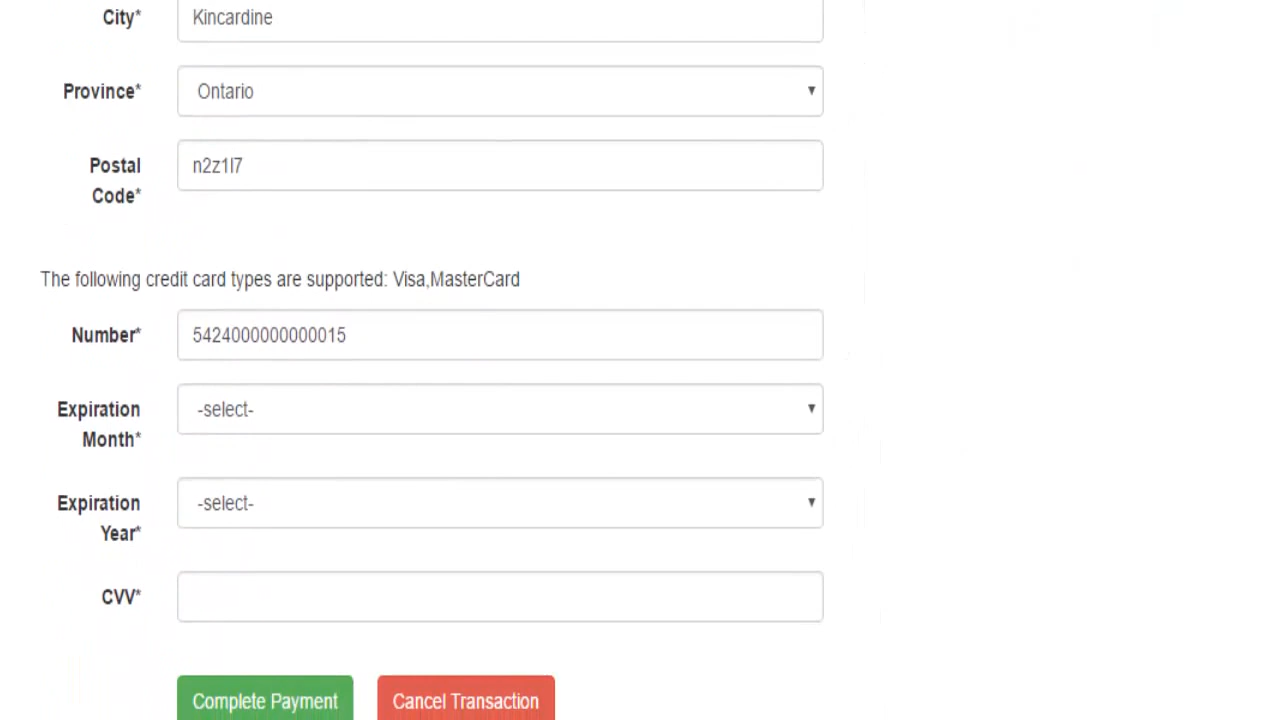 City*
Kincardine
Province*
Ontario
Postal
Code*
n2z1l7
The following credit card types are supported: Visa,MasterCard
Number*
5424000000000015
Expiration
Month*
-select-
Expiration
Year*
-select-
CVV*
Complete Payment
Cancel Transaction